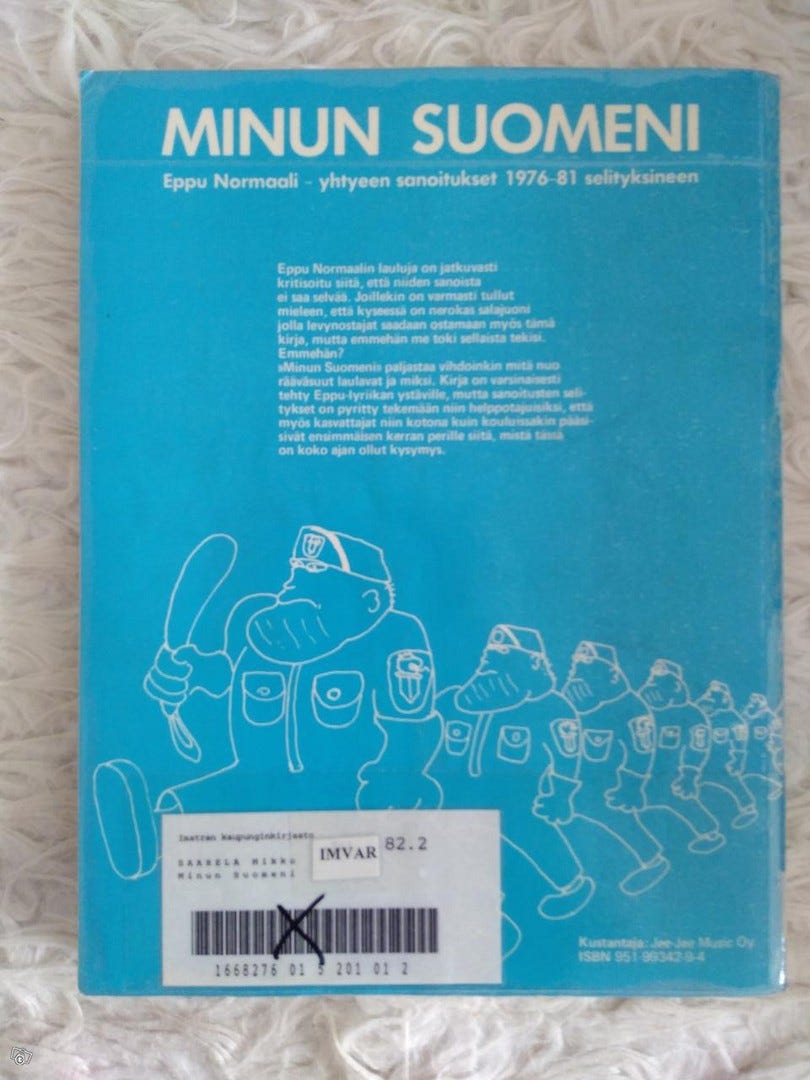 MINUN SUOMENI
Eppu Normaali - yhtyeen sanoitukset 1976-81 selityksineen
Eppu Normaalin lauluja on jatkuvasti
kritisoitu siitä, että niiden sanoista
ei saa selvää. Joillekin on varmasti tullut
mieleen, että kyseessä on nerokas salajuoni
jolla levynostajat saadaan ostamaan myös tämä
kirja, mutta emmehän me toki sellaista tekisi.
Emmehän?
»Minun Suomeni» paljastaa vihdoinkin mitä nuo
rääväsuut laulavat ja miksi. Kirja on varsinaisesti
tehty Eppu-lyriikan ystäville, mutta sanoitusten seli-
tykset on pyritty tekemään niin helppotajuisiksi, että
myös kasvattajat niin kotona kuin kouluissakin pääsi-
sivät ensimmäisen kerran perille siitä, mistä tässä
on koko ajan ollut kysymys.
Imatran kaupunginkirjasto
SAARELA Mikko
Minun Suomeni
IMVAR
82.2
1668276 01 5 201 01 2
Kustantaja: Jee-Jee Music Oy
ISBN 951-99342-9-4